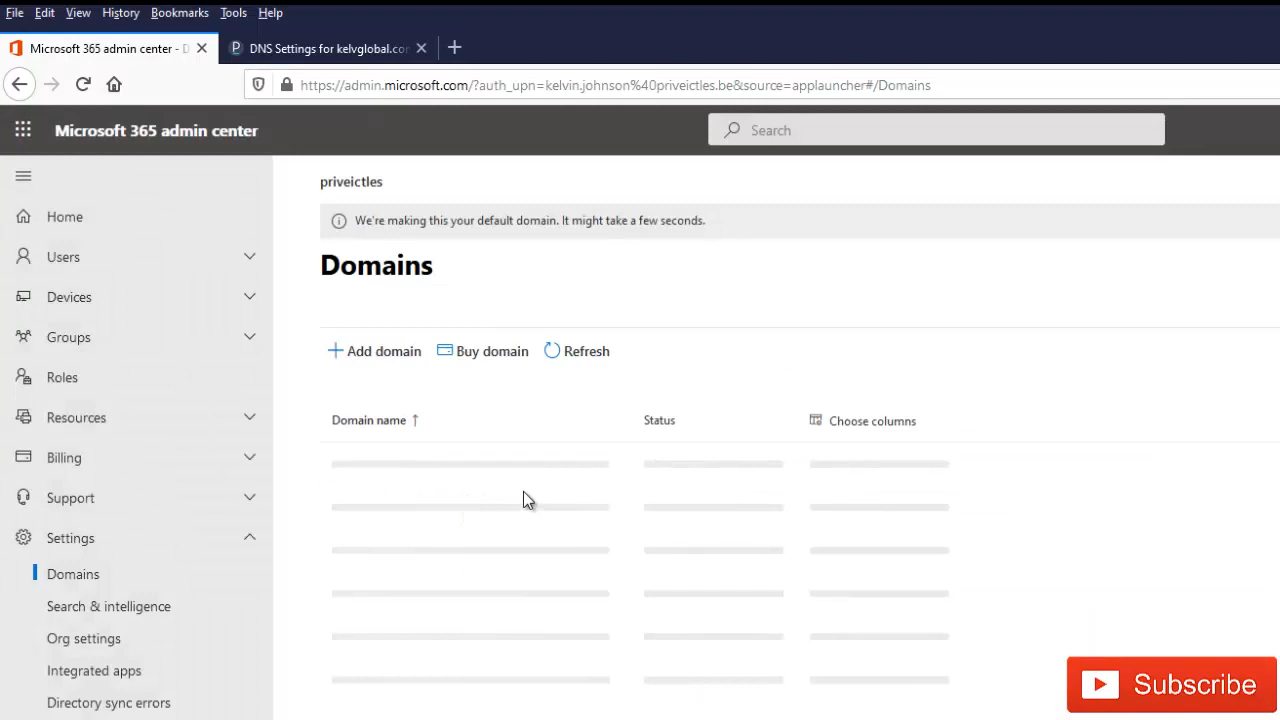 File Edit View History Bookmarks Tools Help
Microsoft 365 admin center - D
DNS Settings for kelvglobal.co
https://admin.microsoft.com/?auth_upn=kelvin.johnson%40priveictles.be&source=applauncher#/Domains
Microsoft 365 admin center
Search
priveictles
Home
We're making this your default domain. It might take a few seconds.
Users
Domains
Devices
Groups
Add domain Buy domain Refresh
Roles
Resources
Domain name ↑ Status Choose columns
Billing
Support
Settings
Domains
Search & intelligence
Org settings
Integrated apps
Directory sync errors
Subscribe